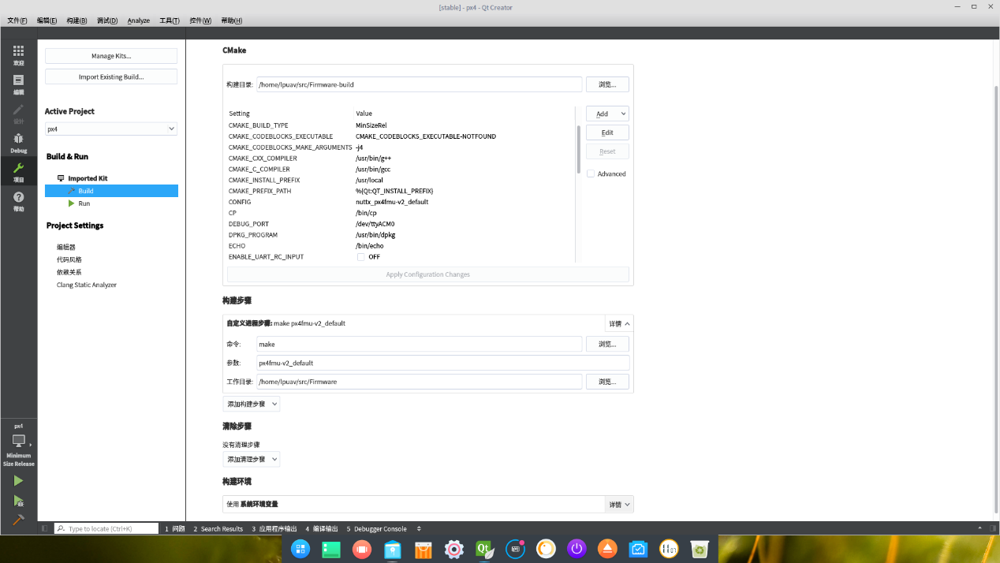 [stable] - px4 - Qt Creator
文件(F) 编辑(E) 构建(B) 调试(D) Analyze 工具(T) 控件(W) 帮助(H)
欢迎
编辑
设计
Debug
项目
帮助
Manage Kits...
Import Existing Build...
Active Project
px4
Build & Run
Imported Kit
Build
Run
Project Settings
编辑器
代码风格
依赖关系
Clang Static Analyzer
CMake
构建目录: /home/lpuav/src/Firmware-build 浏览...
Setting Value
CMAKE_BUILD_TYPE MinSizeRel
CMAKE_CODEBLOCKS_EXECUTABLE CMAKE_CODEBLOCKS_EXECUTABLE-NOTFOUND
CMAKE_CODEBLOCKS_MAKE_ARGUMENTS -j4
CMAKE_CXX_COMPILER /usr/bin/g++
CMAKE_C_COMPILER /usr/bin/gcc
CMAKE_INSTALL_PREFIX /usr/local
CMAKE_PREFIX_PATH %{Qt:QT_INSTALL_PREFIX}
CONFIG nuttx_px4fmu-v2_default
CP /bin/cp
DEBUG_PORT /dev/ttyACM0
DPKG_PROGRAM /usr/bin/dpkg
ECHO /bin/echo
ENABLE_UART_RC_INPUT OFF
Add
Edit
Reset
Advanced
Apply Configuration Changes
构建步骤
自定义进程步骤: make px4fmu-v2_default 详情
命令: make 浏览...
参数: px4fmu-v2_default
工作目录: /home/lpuav/src/Firmware 浏览...
添加构建步骤
清除步骤
没有清理步骤
添加清理步骤
构建环境
使用 系统环境变量 详情
px4
Minimum
Size Release
Type to locate (Ctrl+K) 1 问题 2 Search Results 3 应用程序输出 4 编译输出 5 Debugger Console
Qt